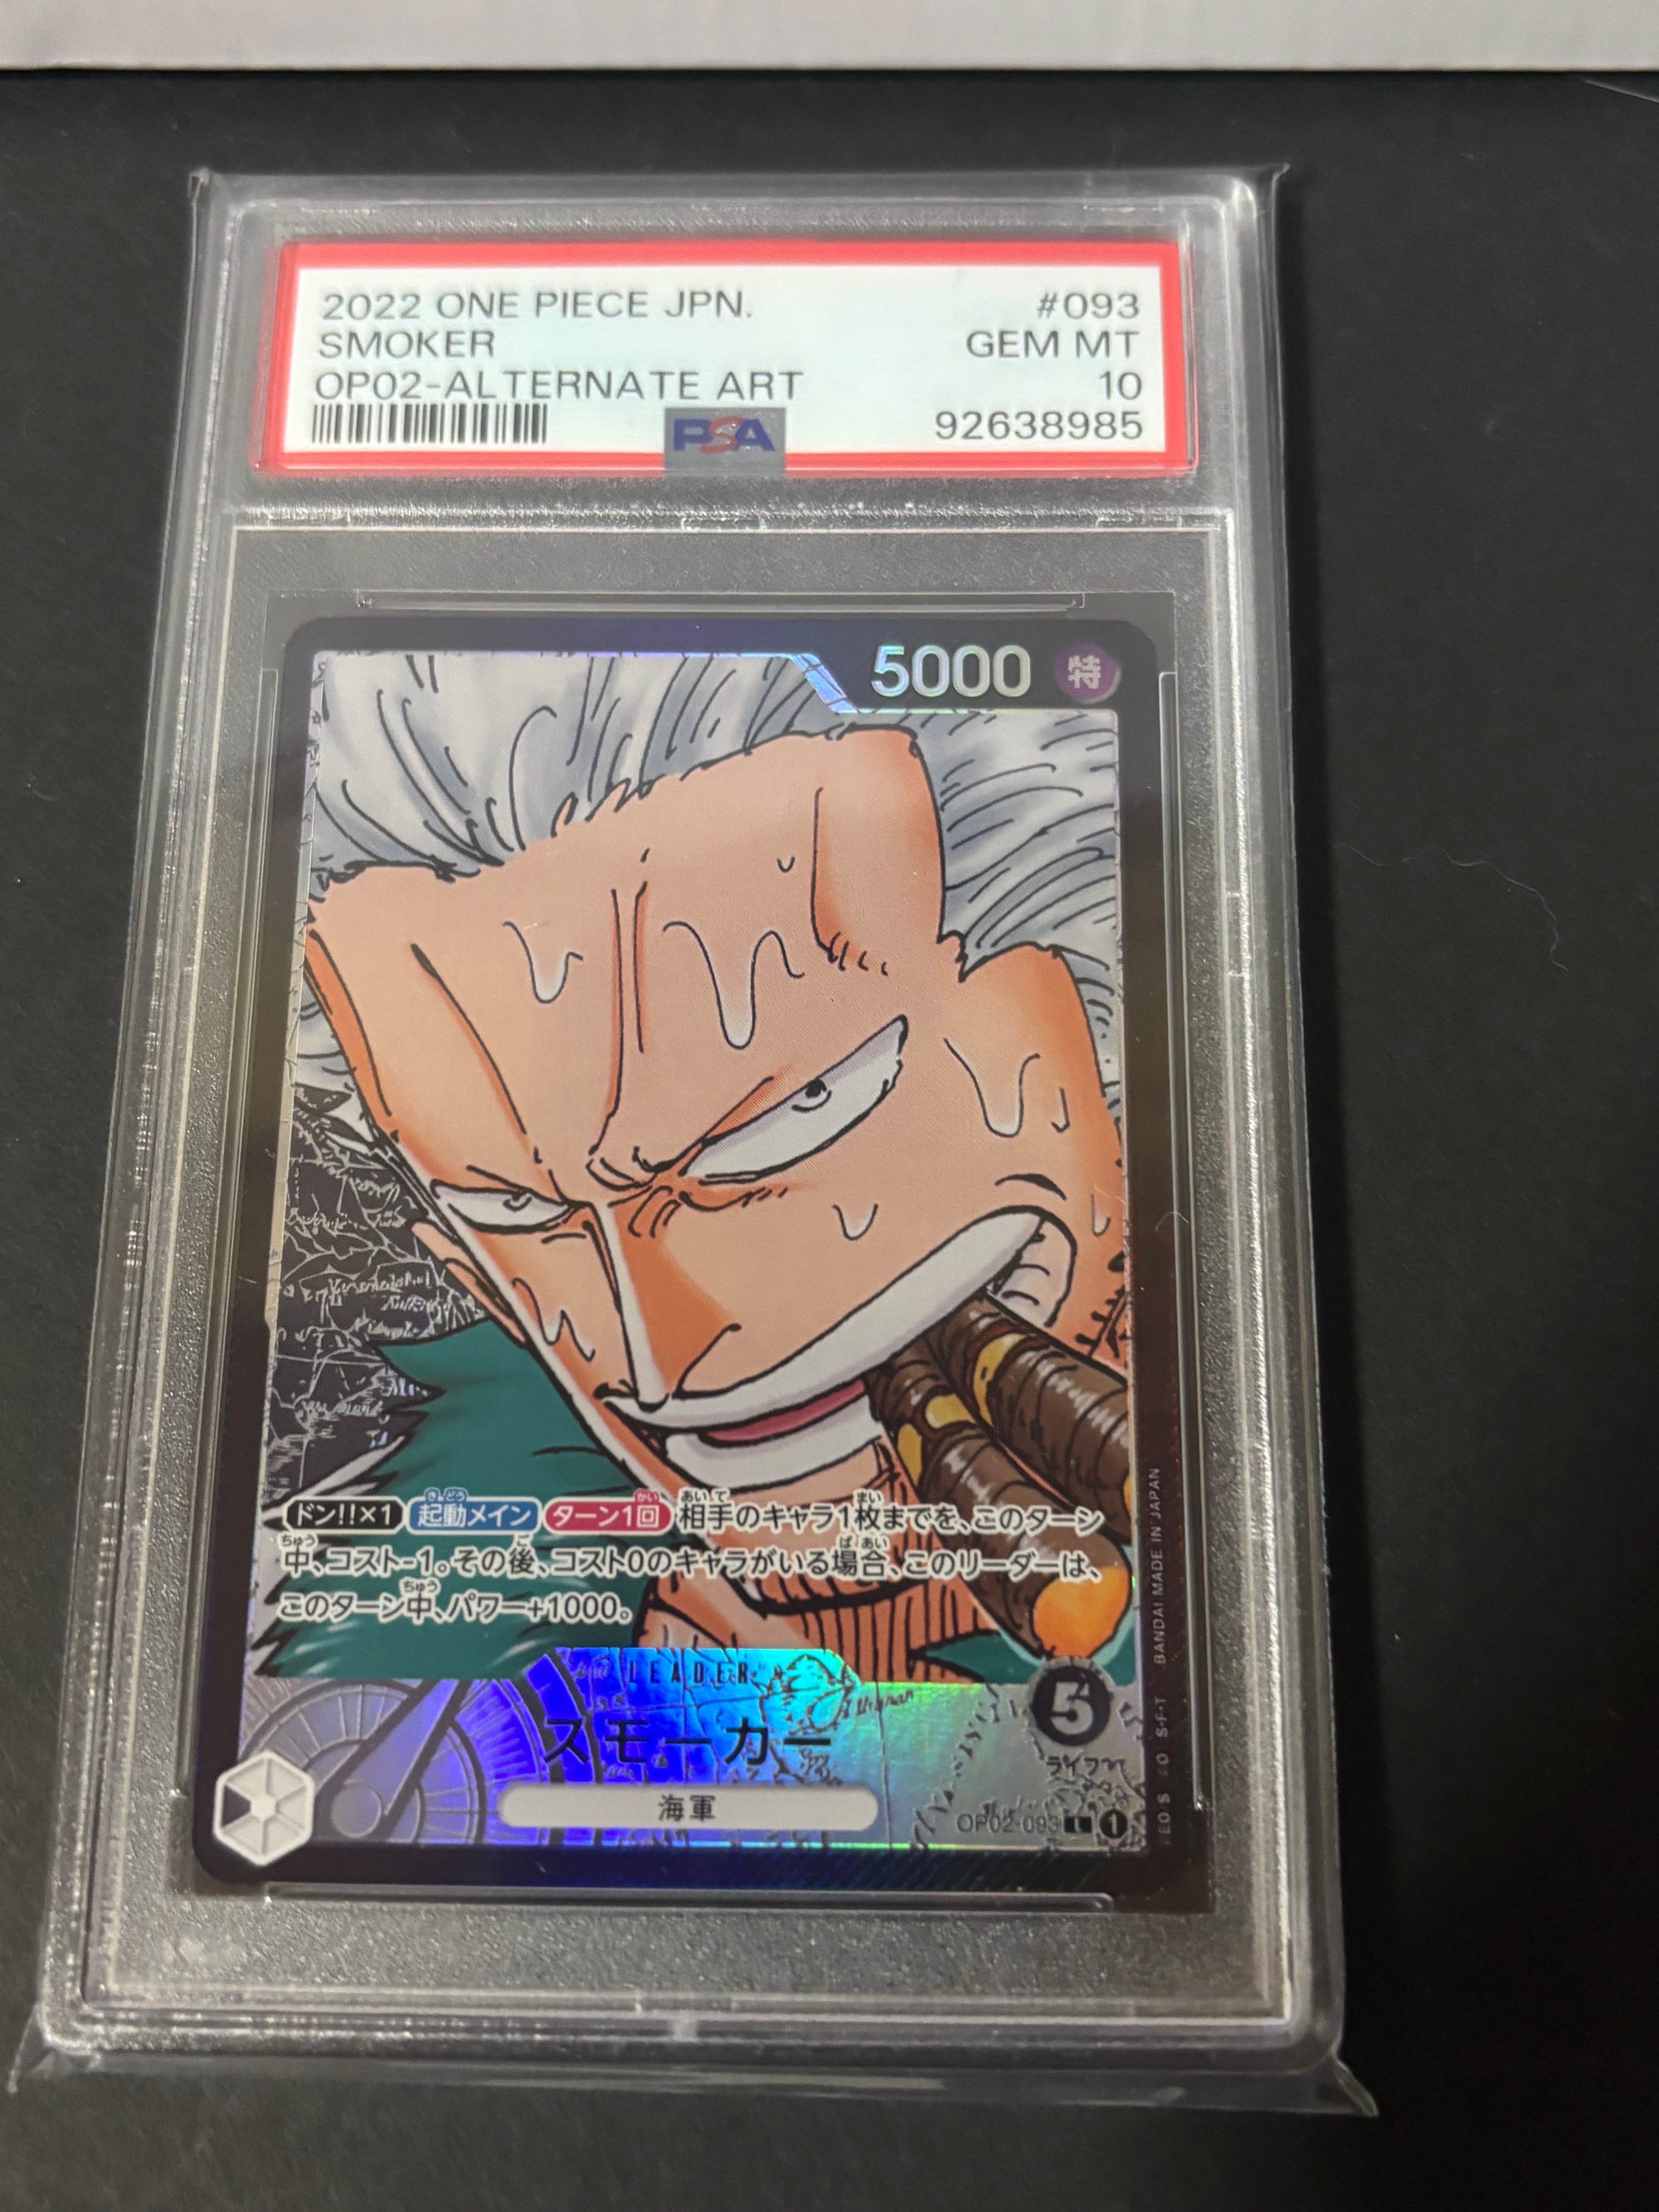 2022 ONE PIECE JPN. #093
SMOKER GEM MT
OP02-ALTERNATE ART 10
PSA 92638985
5000 特
ドン!!×1 起動メイン ターン1回 相手のキャラ1枚までを、このターン
中、コスト-1。その後、コスト0のキャラがいる場合、このリーダーは、
このターン中、パワー+1000。
LEADER
スモーカー
5
ライフ
海軍
OP02-093 L 1
BANDAI MADE IN JAPAN